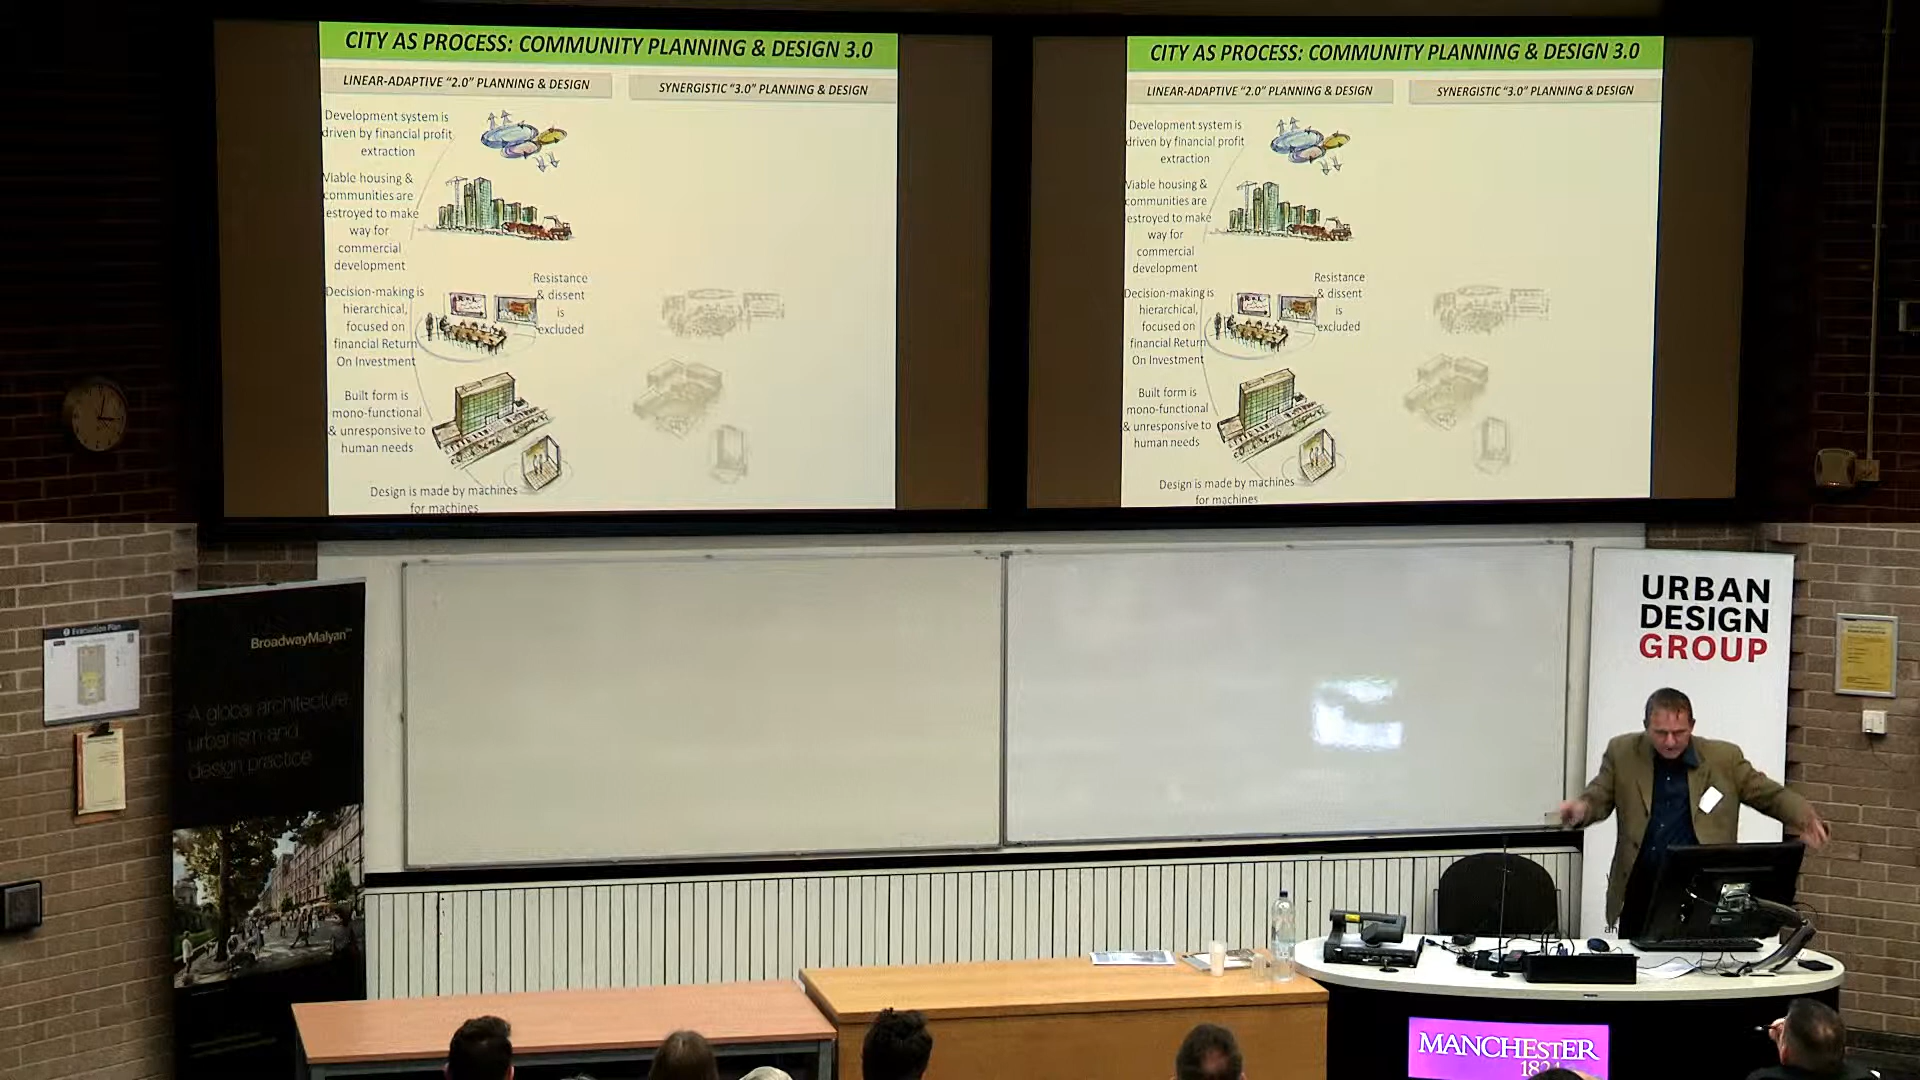 CITY AS PROCESS: COMMUNITY PLANNING & DESIGN 3.0
LINEAR-ADAPTIVE “2.0” PLANNING & DESIGN
SYNERGISTIC “3.0” PLANNING & DESIGN
Development system is
driven by financial profit
extraction
Viable housing &
communities are
estroyed to make
way for
commercial
development
Resistance
& dissent
is
excluded
Decision-making is
hierarchical,
focused on
financial Return
On Investment
Built form is
mono-functional
& unresponsive to
human needs
Design is made by machines
for machines
CITY AS PROCESS: COMMUNITY PLANNING & DESIGN 3.0
LINEAR-ADAPTIVE “2.0” PLANNING & DESIGN
SYNERGISTIC “3.0” PLANNING & DESIGN
Development system is
driven by financial profit
extraction
Viable housing &
communities are
estroyed to make
way for
commercial
development
Resistance
& dissent
is
excluded
Decision-making is
hierarchical,
focused on
financial Return
On Investment
Built form is
mono-functional
& unresponsive to
human needs
Design is made by machines
for machines
Evacuation Plan
BroadwayMalyan
A global architecture
urbanism and
design practice
URBAN
DESIGN
GROUP
MANCHESTER
1824